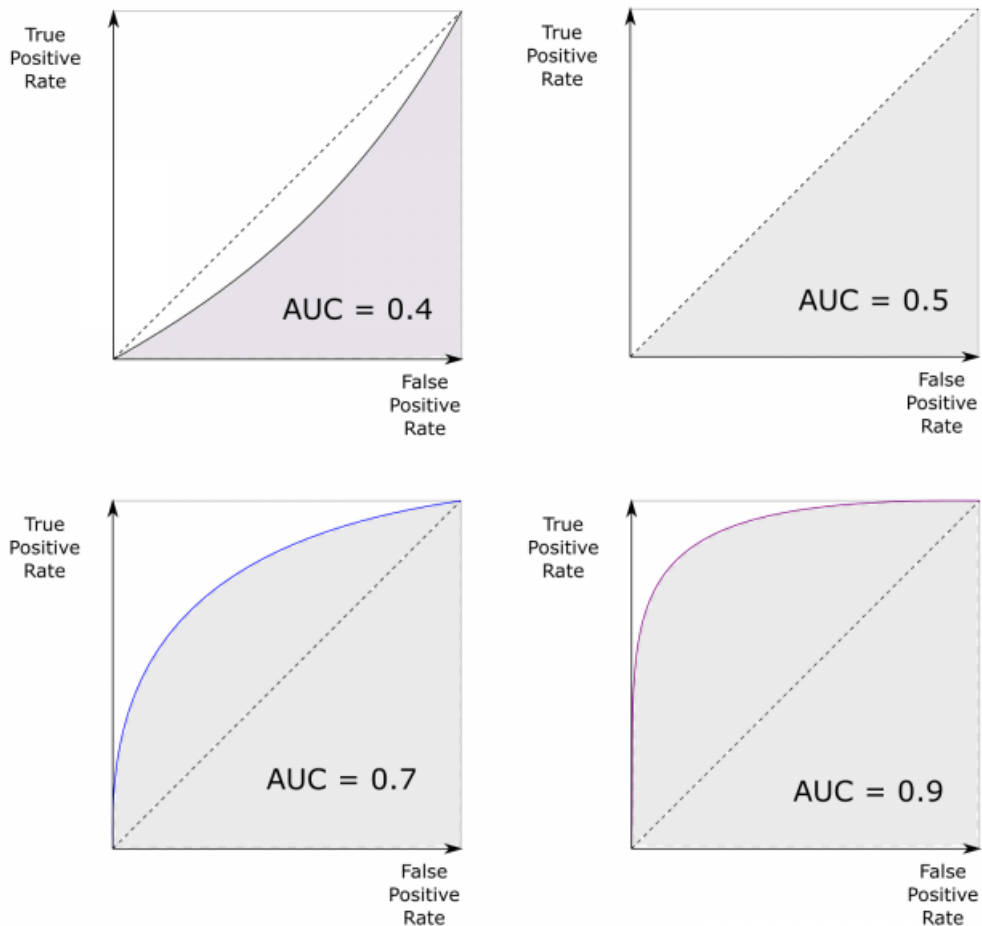 True
Positive
Rate
AUC = 0.4
False
Positive
Rate
True
Positive
Rate
AUC = 0.5
False
Positive
Rate
True
Positive
Rate
AUC = 0.7
False
Positive
Rate
True
Positive
Rate
AUC = 0.9
False
Positive
Rate